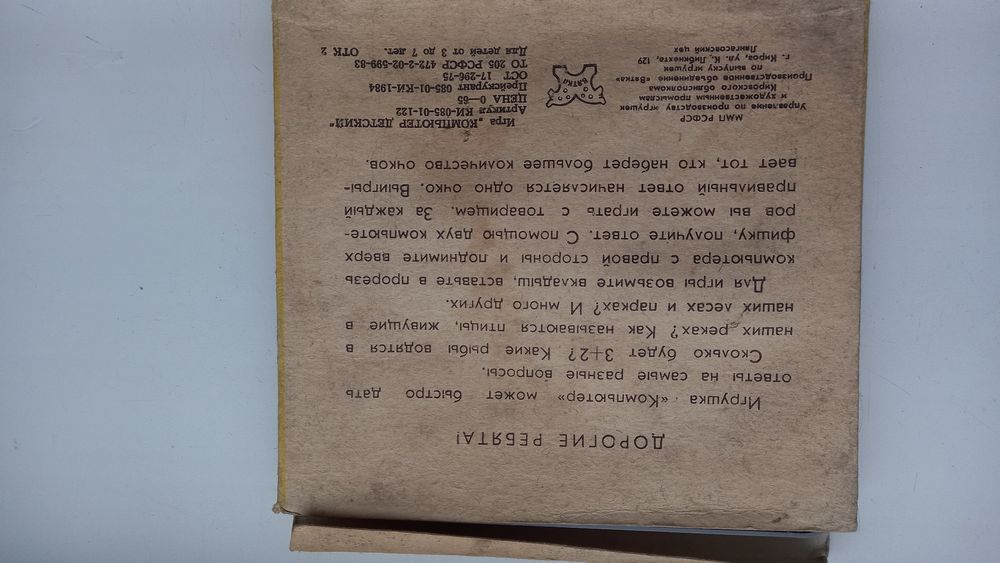 ДОРОГИЕ РЕБЯТА!
Игрушка «Компьютер» может быстро дать
ответы на самые разные вопросы.
Сколько будет 3+2? Какие рыбы водятся в
наших реках? Как называются птицы, живущие в
наших лесах и парках? И много других.
Для игры возьмите вкладыш, вставьте в прорезь
компьютера с правой стороны и поднимите вверх
фишку, получите ответ. С помощью двух компьюте-
ров вы можете играть с товарищем. За каждый
правильный ответ начисляется одно очко. Выигры-
вает тот, кто наберет большее количество очков.
ММП РСФСР
Управление по производству игрушек
и художественным промыслам
Кировского облисполкома
Производственное объединение «Вятка»
по выпуску игрушек
г. Киров, ул. К. Либкнехта, 129
Лянгасовский цех
ВЯТКА
Игра „КОМПЬЮТЕР ДЕТСКИЙ"
Артикул КИ-085-01-122
ЦЕНА 0—65
Прейскурант 085-01-КИ-1984
ОСТ 17-296-75
ТО 205 РСФСР 472-2-02-599-83
Для детей от 3 до 7 лет. ОТК 2